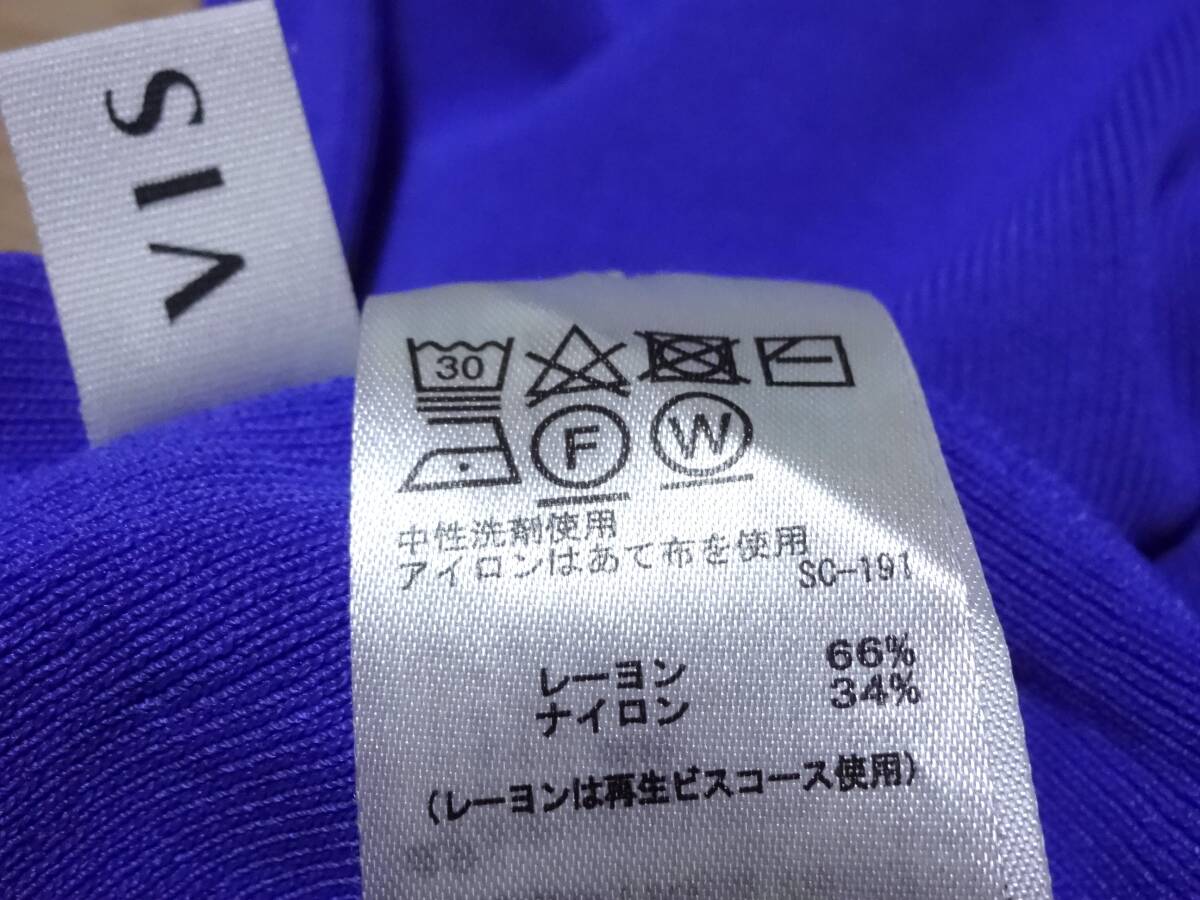 VIS
30
F W
中性洗剤使用
アイロンはあて布を使用
SC-191
レーヨン 66%
ナイロン 34%
(レーヨンは再生ビスコース使用)